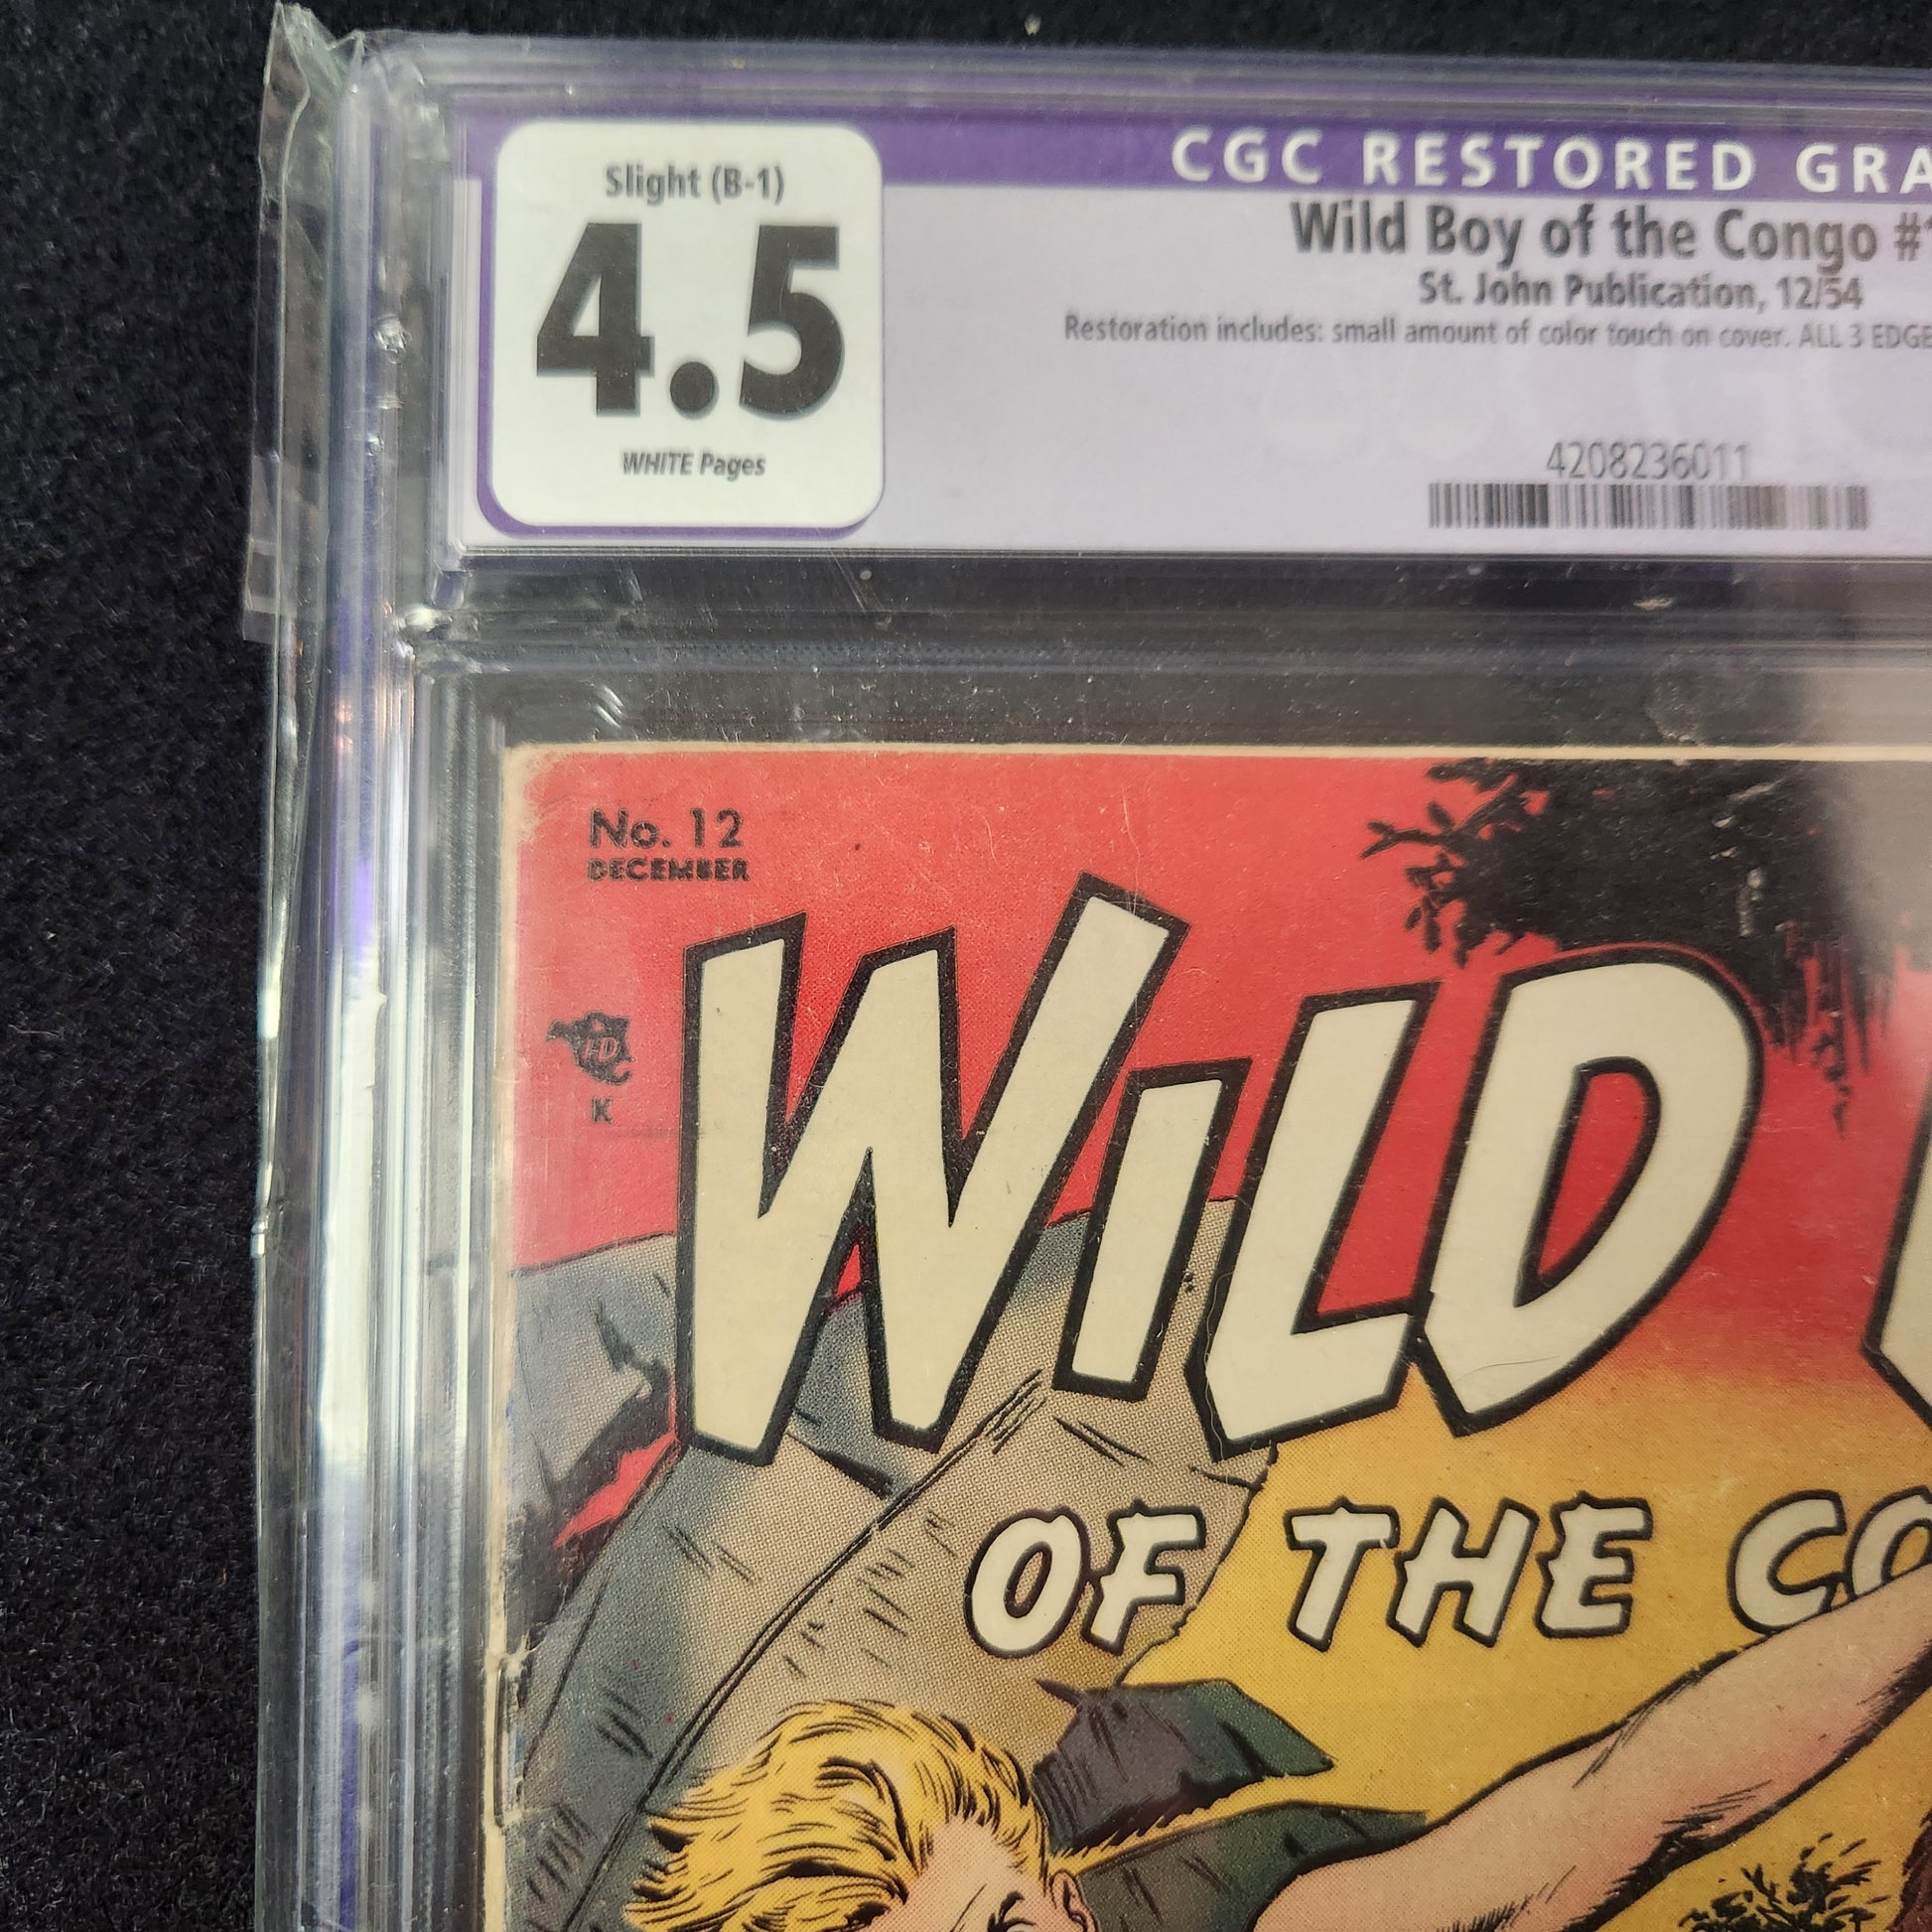 CGC RESTORED GRA
Slight (B-1)
4.5
WHITE Pages
Wild Boy of the Congo #1
St. John Publication, 12/54
Restoration includes: small amount of color touch on cover. ALL 3 EDGE
4208236011
No. 12
DECEMBER
K
WILD
OF THE CO